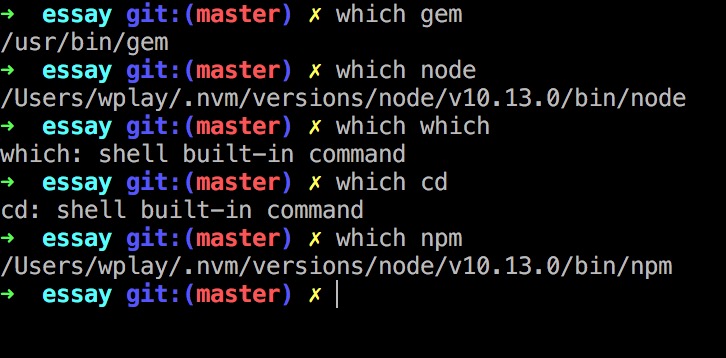 ➜  essay git:(master) ✗ which gem
/usr/bin/gem
➜  essay git:(master) ✗ which node
/Users/wplay/.nvm/versions/node/v10.13.0/bin/node
➜  essay git:(master) ✗ which which
which: shell built-in command
➜  essay git:(master) ✗ which cd
cd: shell built-in command
➜  essay git:(master) ✗ which npm
/Users/wplay/.nvm/versions/node/v10.13.0/bin/npm
➜  essay git:(master) ✗